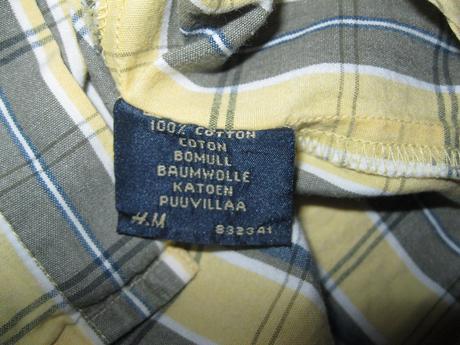 100% COTTON
COTON
BOMULL
BAUMWOLLE
KATOEN
PUUVILLAA
H.M 832341